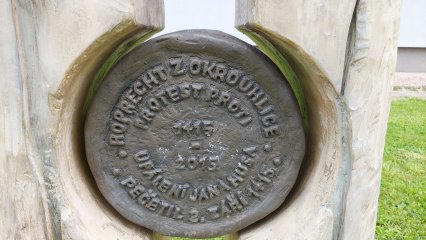 ROPRECHT Z OKROUHLICE
PROTEST PROTI
1415
–
2015
UPÁLENÍ JANA HUSA
• PEČETIL 2. ZÁŘÍ 1415 •